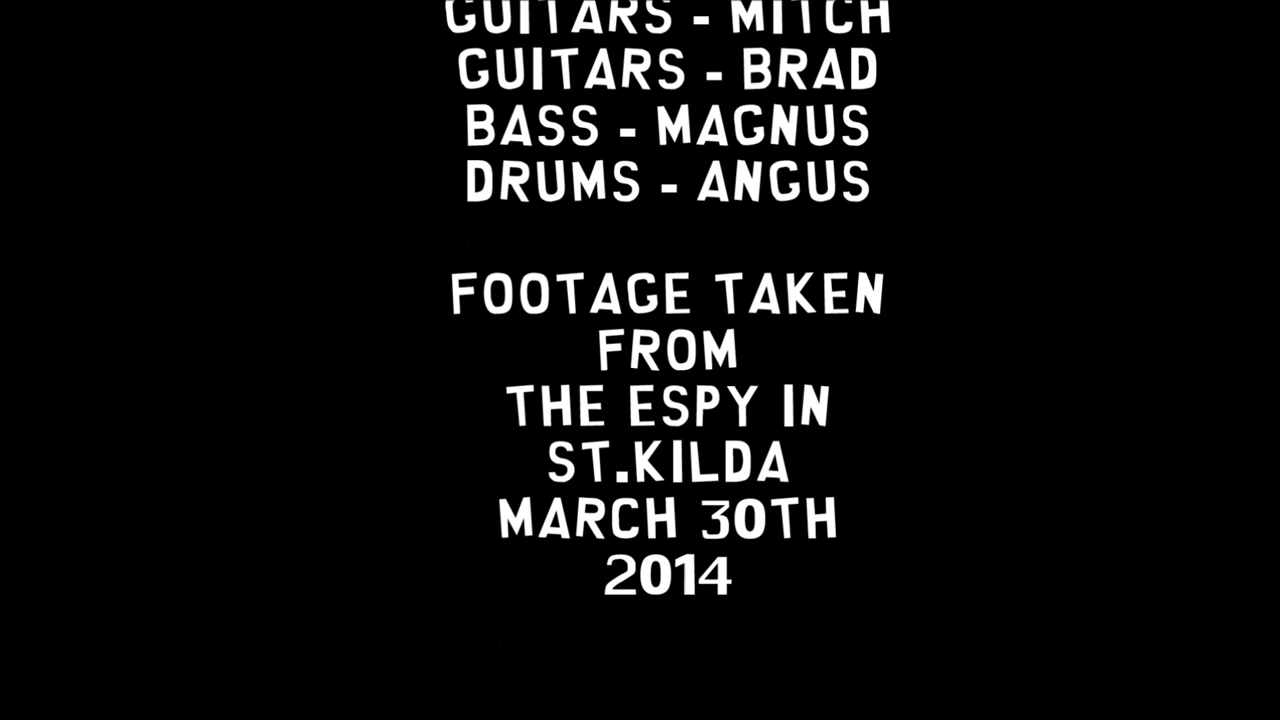 GUITARS - MITCH
GUITARS - BRAD
BASS - MAGNUS
DRUMS - ANGUS
FOOTAGE TAKEN
FROM
THE ESPY IN
ST.KILDA
MARCH 30TH
2014